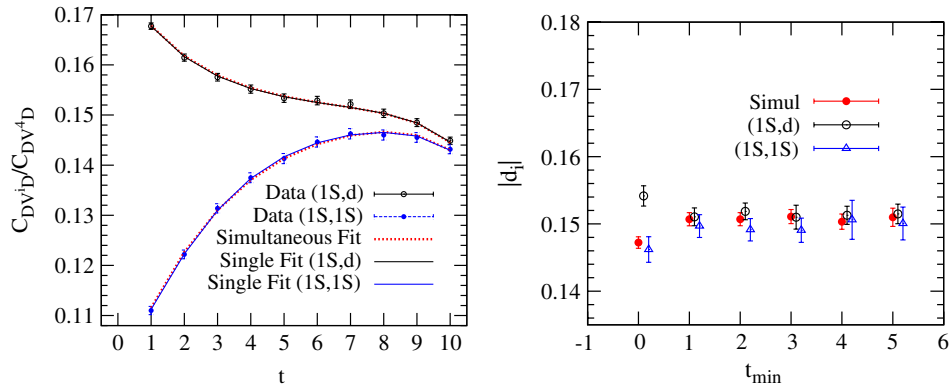 0.17
0.16
0.15
0.14
0.13
0.12
0.11
C_{DV^iD}/C_{DV^4D}
Data (1S,d)
Data (1S,1S)
Simultaneous Fit
Single Fit (1S,d)
Single Fit (1S,1S)
0 1 2 3 4 5 6 7 8 9 10
t
0.18
0.17
0.16
0.15
0.14
|d_i|
Simul
(1S,d)
(1S,1S)
-1 0 1 2 3 4 5 6
t_{min}